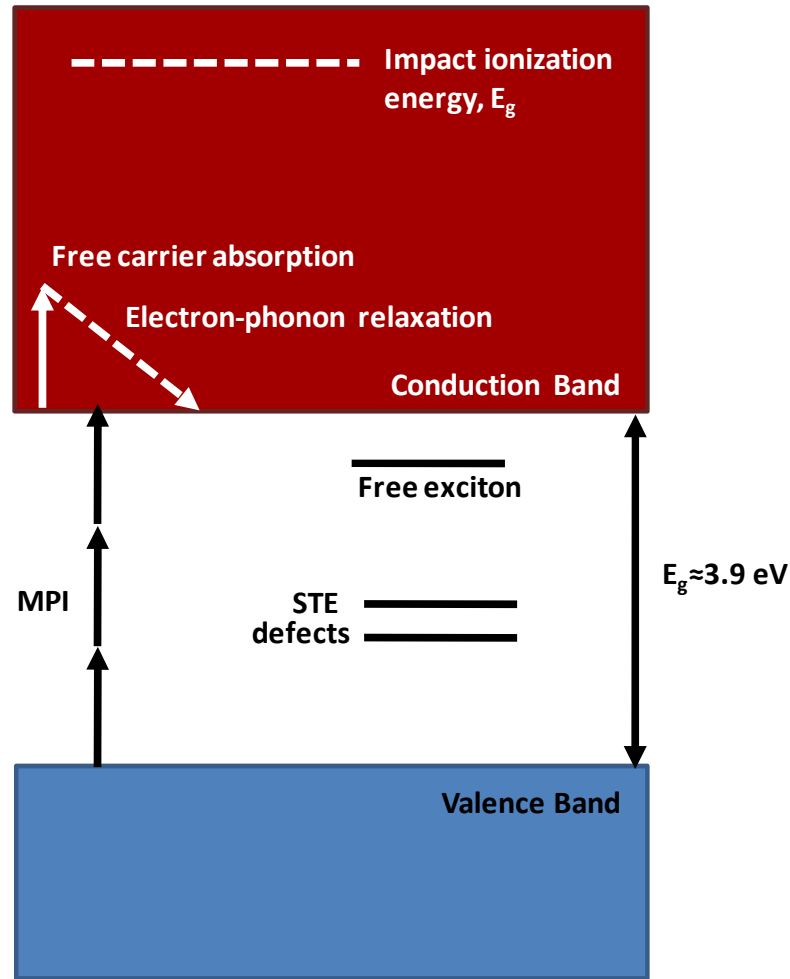 Impact ionization
energy, Eg
Free carrier absorption
Electron-phonon relaxation
Conduction Band
Free exciton
Eg≈3.9 eV
MPI
STE
defects
Valence Band